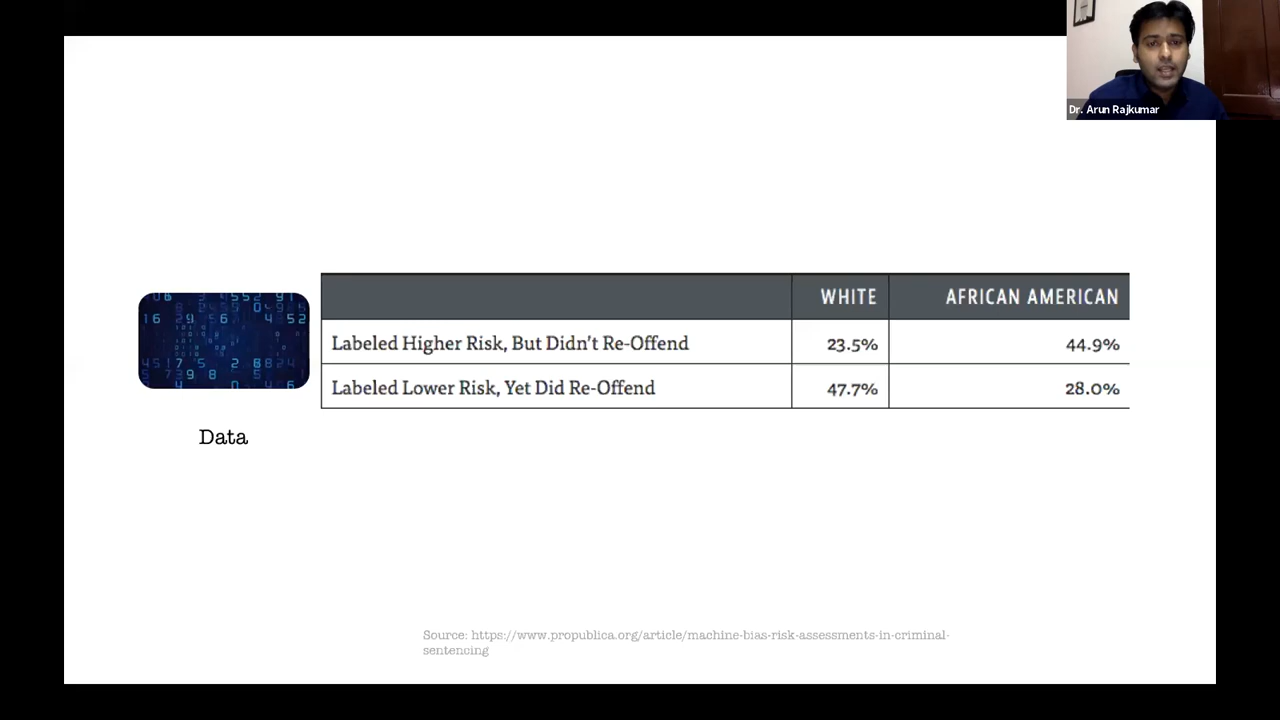 Dr. Arun Rajkumar
WHITE AFRICAN AMERICAN
Labeled Higher Risk, But Didn't Re-Offend 23.5% 44.9%
Labeled Lower Risk, Yet Did Re-Offend 47.7% 28.0%
Data
Source: https://www.propublica.org/article/machine-bias-risk-assessments-in-criminal-
sentencing